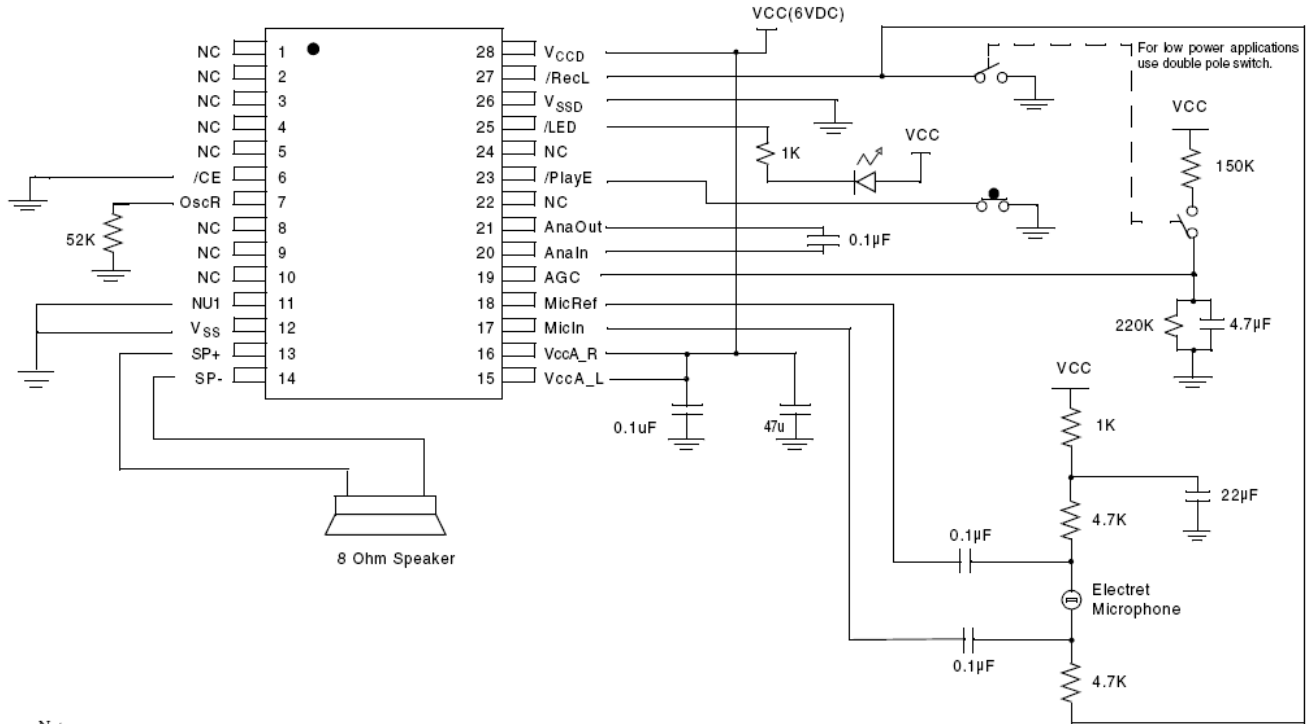 VCC(6VDC)
NC 1 28 VCCD
NC 2 27 /RecL
NC 3 26 VSSD
NC 4 25 /LED
NC 5 24 NC
/CE 6 23 /PlayE
OscR 7 22 NC
NC 8 21 AnaOut
NC 9 20 AnaIn
NC 10 19 AGC
NU1 11 18 MicRef
VSS 12 17 MicIn
SP+ 13 16 VccA_R
SP- 14 15 VccA_L
52K
8 Ohm Speaker
1K
VCC
0.1µF
0.1uF
47u
For low power applications
use double pole switch.
VCC
150K
220K
4.7µF
VCC
1K
22µF
4.7K
0.1µF
Electret
Microphone
0.1µF
4.7K